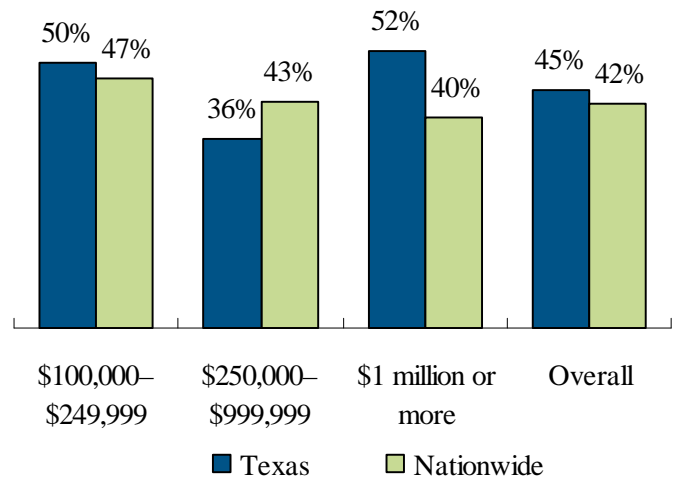 50%
47%
36%
43%
52%
40%
45%
42%
$100,000–
$249,999
$250,000–
$999,999
$1 million or
more
Overall
Texas
Nationwide